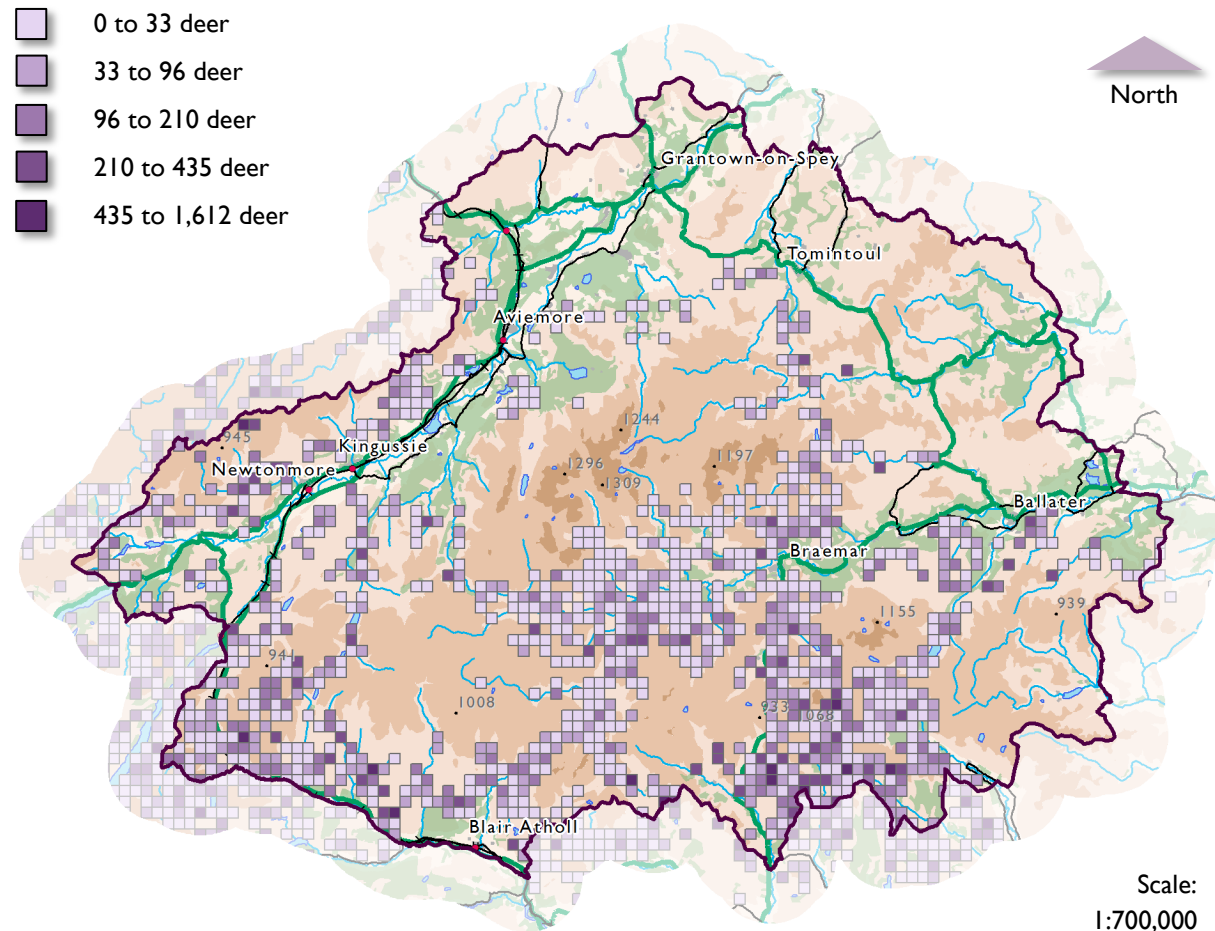 0 to 33 deer
33 to 96 deer
96 to 210 deer
210 to 435 deer
435 to 1,612 deer
North
Grantown-on-Spey
Tomintoul
Aviemore
1244
945
Kingussie
Newtonmore
1296
1197
1309
Ballater
Braemar
1155
939
941
1008
933
1068
Blair Atholl
Scale:
1:700,000